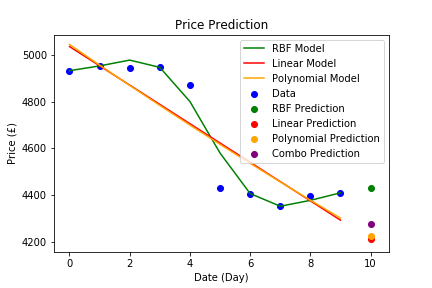 Price Prediction
RBF Model
Linear Model
Polynomial Model
Data
RBF Prediction
Linear Prediction
Polynomial Prediction
Combo Prediction
Price (£)
5000
4800
4600
4400
4200
0 2 4 6 8 10
Date (Day)